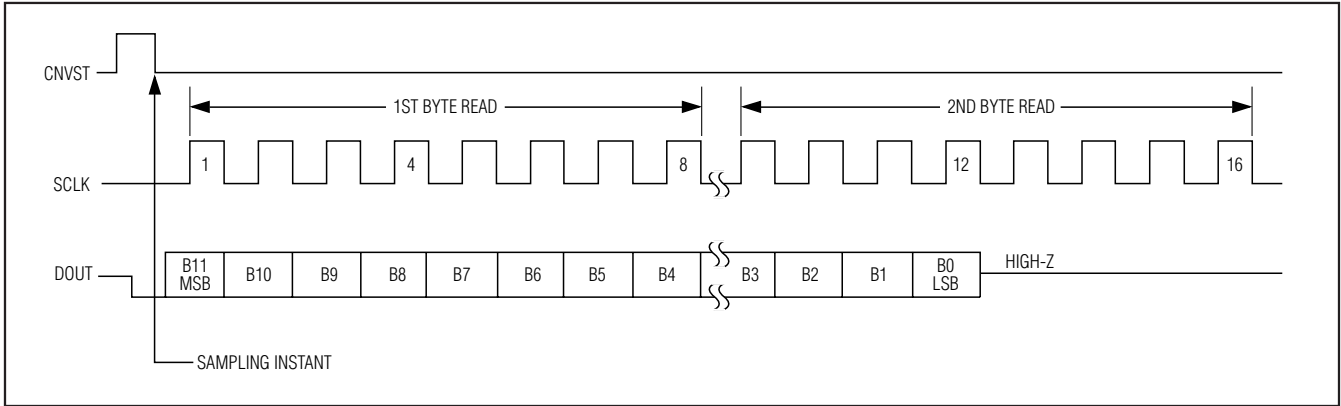 CNVST
1ST BYTE READ
2ND BYTE READ
1
4
8
12
16
SCLK
DOUT
B11
MSB
B10
B9
B8
B7
B6
B5
B4
B3
B2
B1
B0
LSB
HIGH-Z
SAMPLING INSTANT